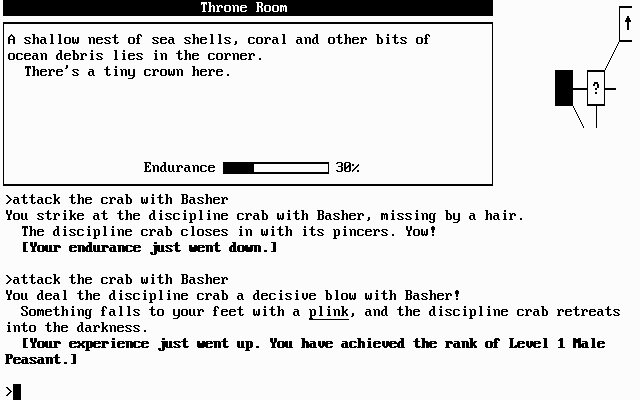 Throne Room
A shallow nest of sea shells, coral and other bits of
ocean debris lies in the corner.
There's a tiny crown here.
?
Endurance 30%
>attack the crab with Basher
You strike at the discipline crab with Basher, missing by a hair.
The discipline crab closes in with its pincers. Yow!
[Your endurance just went down.]
>attack the crab with Basher
You deal the discipline crab a decisive blow with Basher!
Something falls to your feet with a plink, and the discipline crab retreats
into the darkness.
[Your experience just went up. You have achieved the rank of Level 1 Male
Peasant.]
>